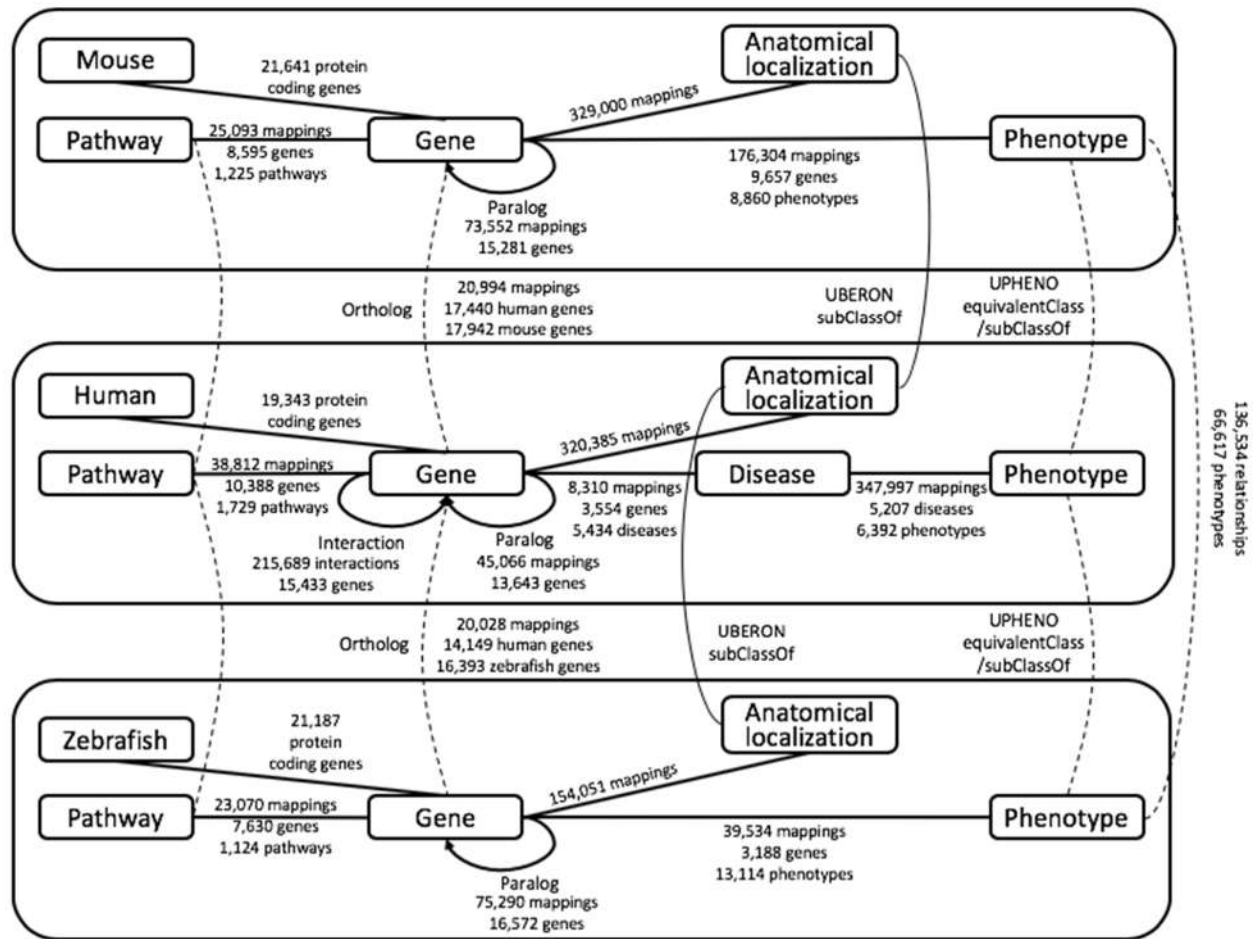 Mouse
21,641 protein
coding genes
Anatomical
localization
329,000 mappings
Pathway
25,093 mappings
8,595 genes
1,225 pathways
Gene
Paralog
73,552 mappings
15,281 genes
176,304 mappings
9,657 genes
8,860 phenotypes
Phenotype
Ortholog
20,994 mappings
17,440 human genes
17,942 mouse genes
UBERON
subClassOf
UPHENO
equivalentClass
/subClassOf
Human
19,343 protein
coding genes
Anatomical
localization
320,385 mappings
Pathway
38,812 mappings
10,388 genes
1,729 pathways
Gene
Interaction
215,689 interactions
15,433 genes
Paralog
45,066 mappings
13,643 genes
8,310 mappings
3,554 genes
5,434 diseases
Disease
347,997 mappings
5,207 diseases
6,392 phenotypes
Phenotype
136,534 relationships
66,617 phenotypes
Ortholog
20,028 mappings
14,149 human genes
16,393 zebrafish genes
UBERON
subClassOf
UPHENO
equivalentClass
/subClassOf
Zebrafish
21,187
protein
coding genes
Anatomical
localization
154,051 mappings
Pathway
23,070 mappings
7,630 genes
1,124 pathways
Gene
Paralog
75,290 mappings
16,572 genes
39,534 mappings
3,188 genes
13,114 phenotypes
Phenotype